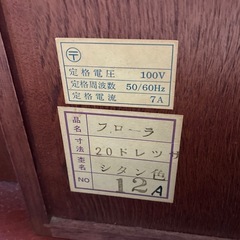 〒
定格電圧 100V
定格周波数 50/60Hz
定格電流 7A
品名 フローラ
寸法 20ドレッサ
塗色 シタン色
NO 12A